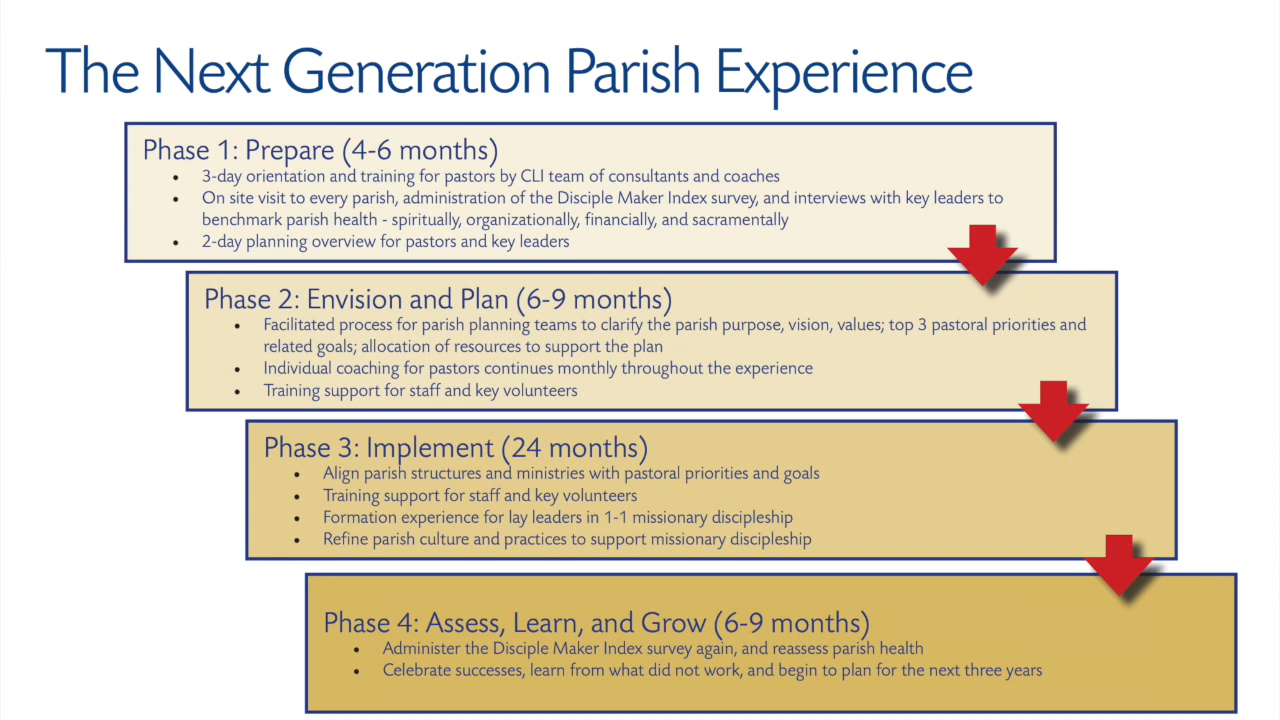 The Next Generation Parish Experience
Phase 1: Prepare (4-6 months)
• 3-day orientation and training for pastors by CLI team of consultants and coaches
• On site visit to every parish, administration of the Disciple Maker Index survey, and interviews with key leaders to
benchmark parish health - spiritually, organizationally, financially, and sacramentally
• 2-day planning overview for pastors and key leaders
Phase 2: Envision and Plan (6-9 months)
• Facilitated process for parish planning teams to clarify the parish purpose, vision, values; top 3 pastoral priorities and
related goals; allocation of resources to support the plan
• Individual coaching for pastors continues monthly throughout the experience
• Training support for staff and key volunteers
Phase 3: Implement (24 months)
• Align parish structures and ministries with pastoral priorities and goals
• Training support for staff and key volunteers
• Formation experience for lay leaders in 1-1 missionary discipleship
• Refine parish culture and practices to support missionary discipleship
Phase 4: Assess, Learn, and Grow (6-9 months)
• Administer the Disciple Maker Index survey again, and reassess parish health
• Celebrate successes, learn from what did not work, and begin to plan for the next three years